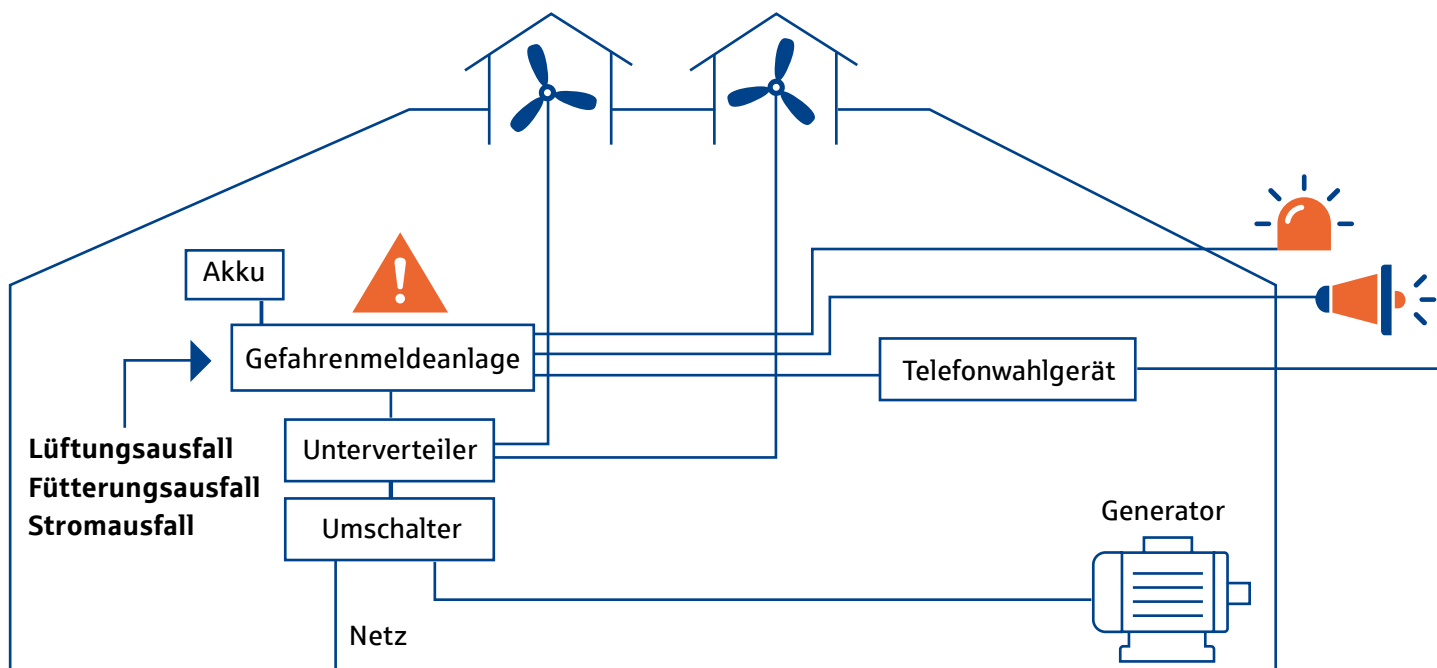 Akku
Gefahrenmeldeanlage
Telefonwahlgerät
Lüftungsausfall
Fütterungsausfall
Stromausfall
Unterverteiler
Umschalter
Generator
Netz